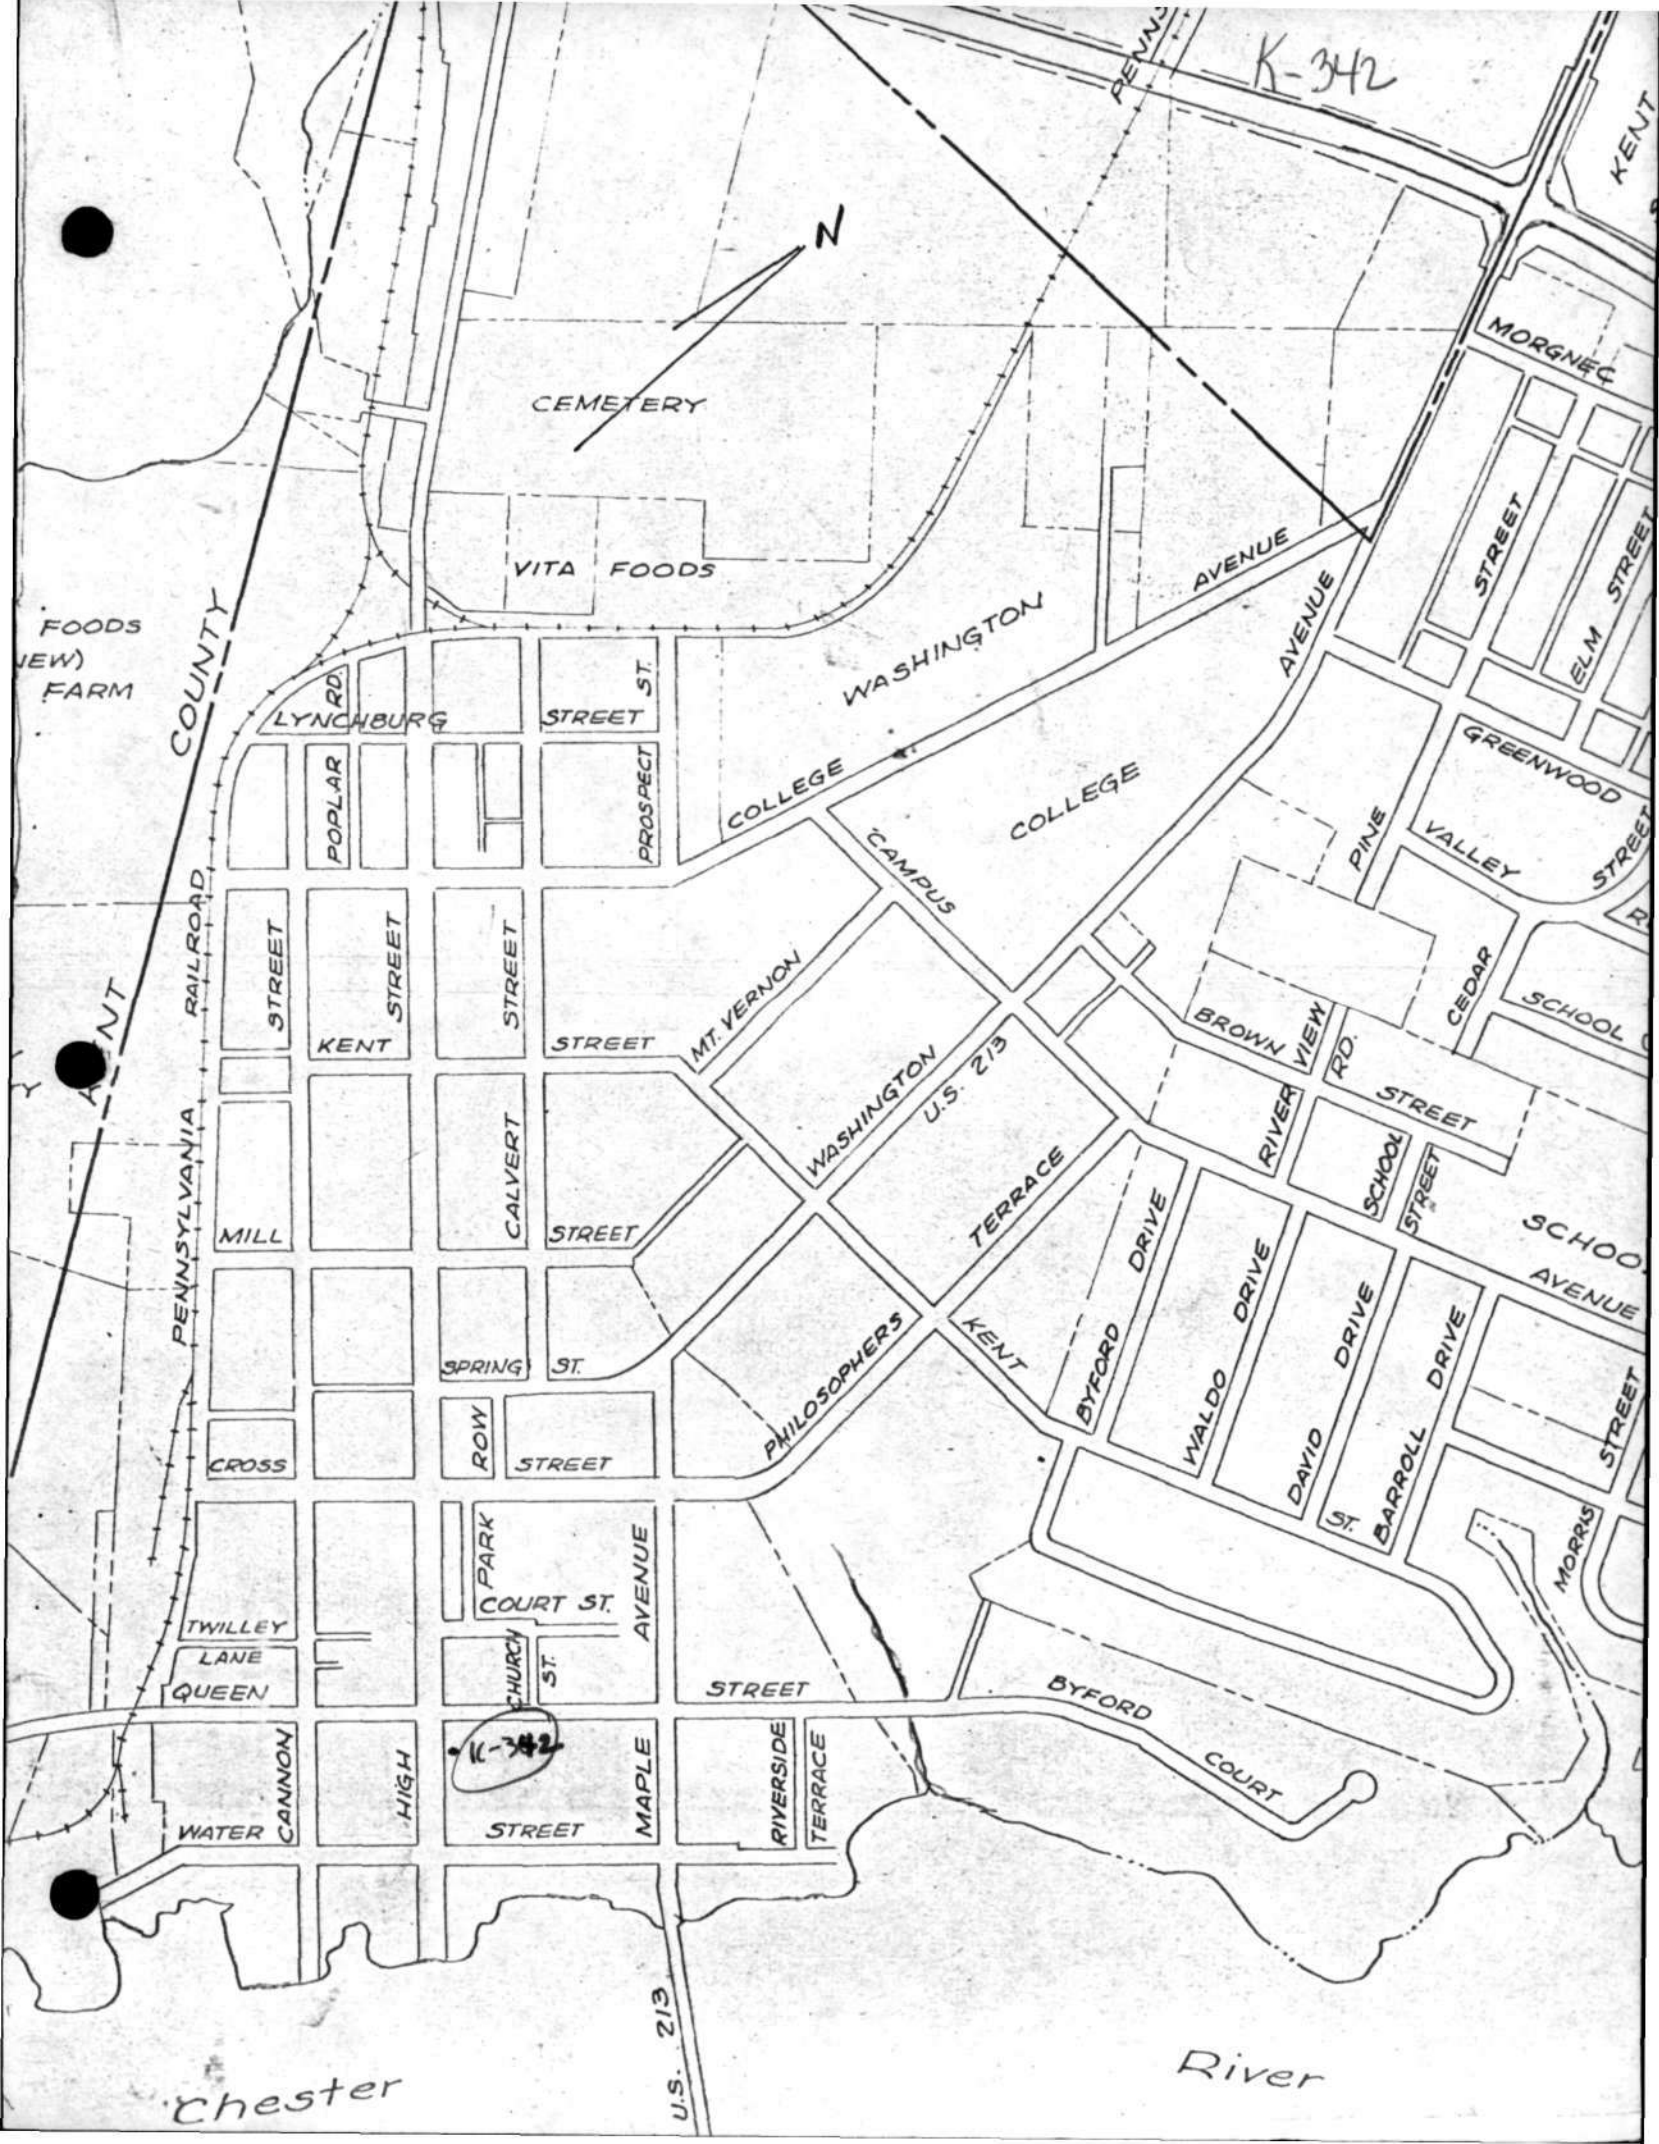 PENNS
K-342
KENT
N
MORGNEC
CEMETERY
STREET
STREET
ELM
AVENUE
VITA FOODS
AVENUE
FOODS
FARM
COUNTY
WASHINGTON
RD.
ST.
LYNCHBURG
STREET
GREENWOOD
COLLEGE
COLLEGE
POPLAR
PROSPECT
PINE
VALLEY
STREET
CAMPUS
RAILROAD
STREET
STREET
STREET
MT. VERNON
CEDAR
SCHOOL
KENT
STREET
BROWN
STREET
VIEW
RD.
RIVER
WASHINGTON
U.S. 213
PENNSYLVANIA
CALVERT
TERRACE
SCHOOL
STREET
MILL
STREET
DRIVE
DRIVE
DRIVE
DRIVE
AVENUE
PHILOSOPHERS
KENT
SPRING ST.
BYFORD
WALDO
DAVID
BARROLL
ST.
STREET
MORRIS
ROW
CROSS
STREET
PARK
COURT ST.
AVENUE
TWILLEY
LANE
QUEEN
CHURCH
ST.
STREET
BYFORD
COURT
K-342
CANNON
HIGH
MAPLE
RIVERSIDE
TERRACE
WATER
STREET
U.S. 213
Chester
River